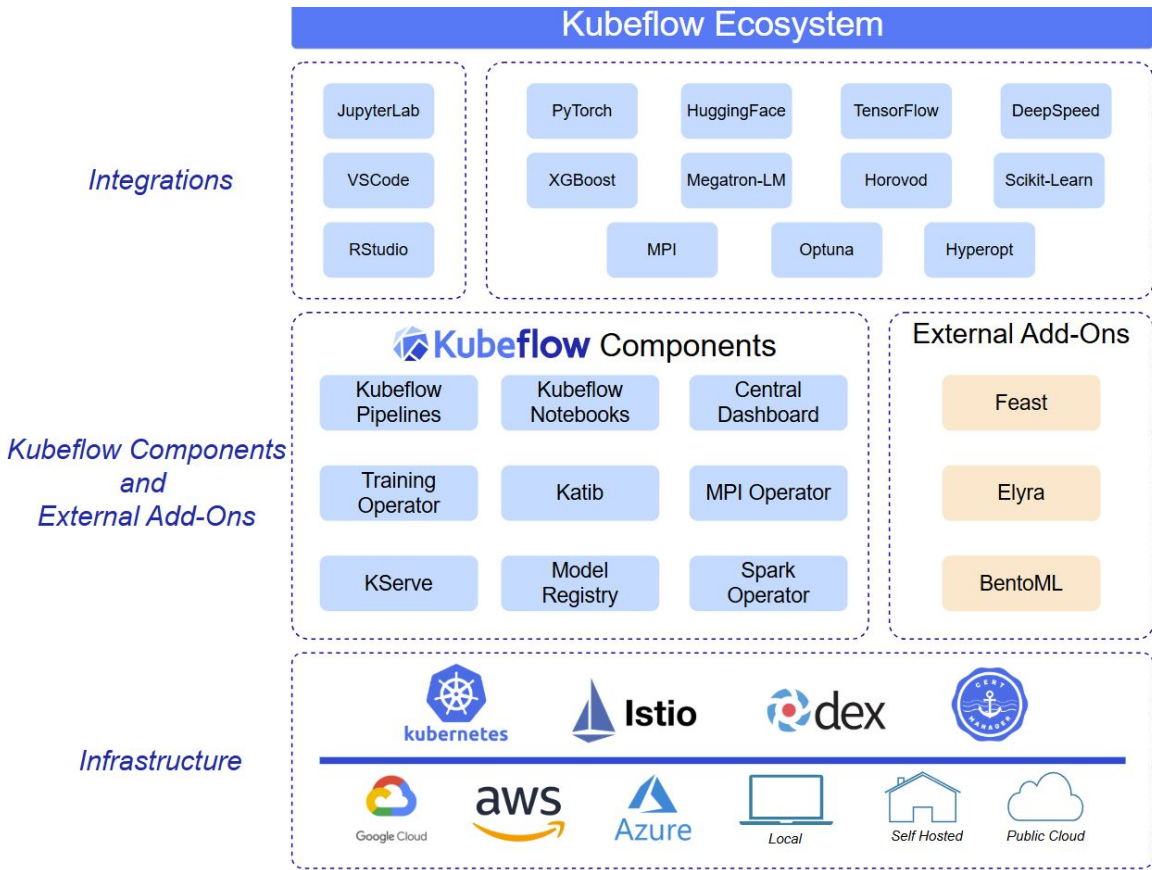 Kubeflow Ecosystem
Integrations
JupyterLab
VSCode
RStudio
PyTorch
HuggingFace
TensorFlow
DeepSpeed
XGBoost
Megatron-LM
Horovod
Scikit-Learn
MPI
Optuna
Hyperopt
Kubeflow Components
and
External Add-Ons
Kubeflow Components
Kubeflow
Pipelines
Kubeflow
Notebooks
Central
Dashboard
Training
Operator
Katib
MPI Operator
KServe
Model
Registry
Spark
Operator
External Add-Ons
Feast
Elyra
BentoML
Infrastructure
kubernetes
Istio
dex
CERT
MANAGER
Google Cloud
aws
Azure
Local
Self Hosted
Public Cloud